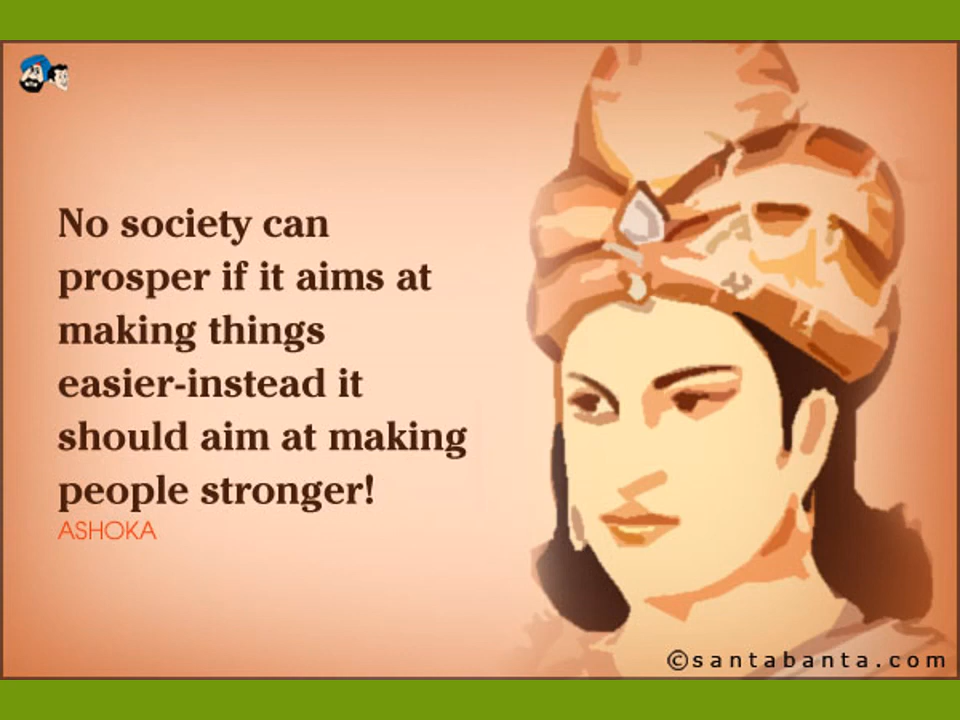 No society can
prosper if it aims at
making things
easier-instead it
should aim at making
people stronger!
ASHOKA
©santabanta.com